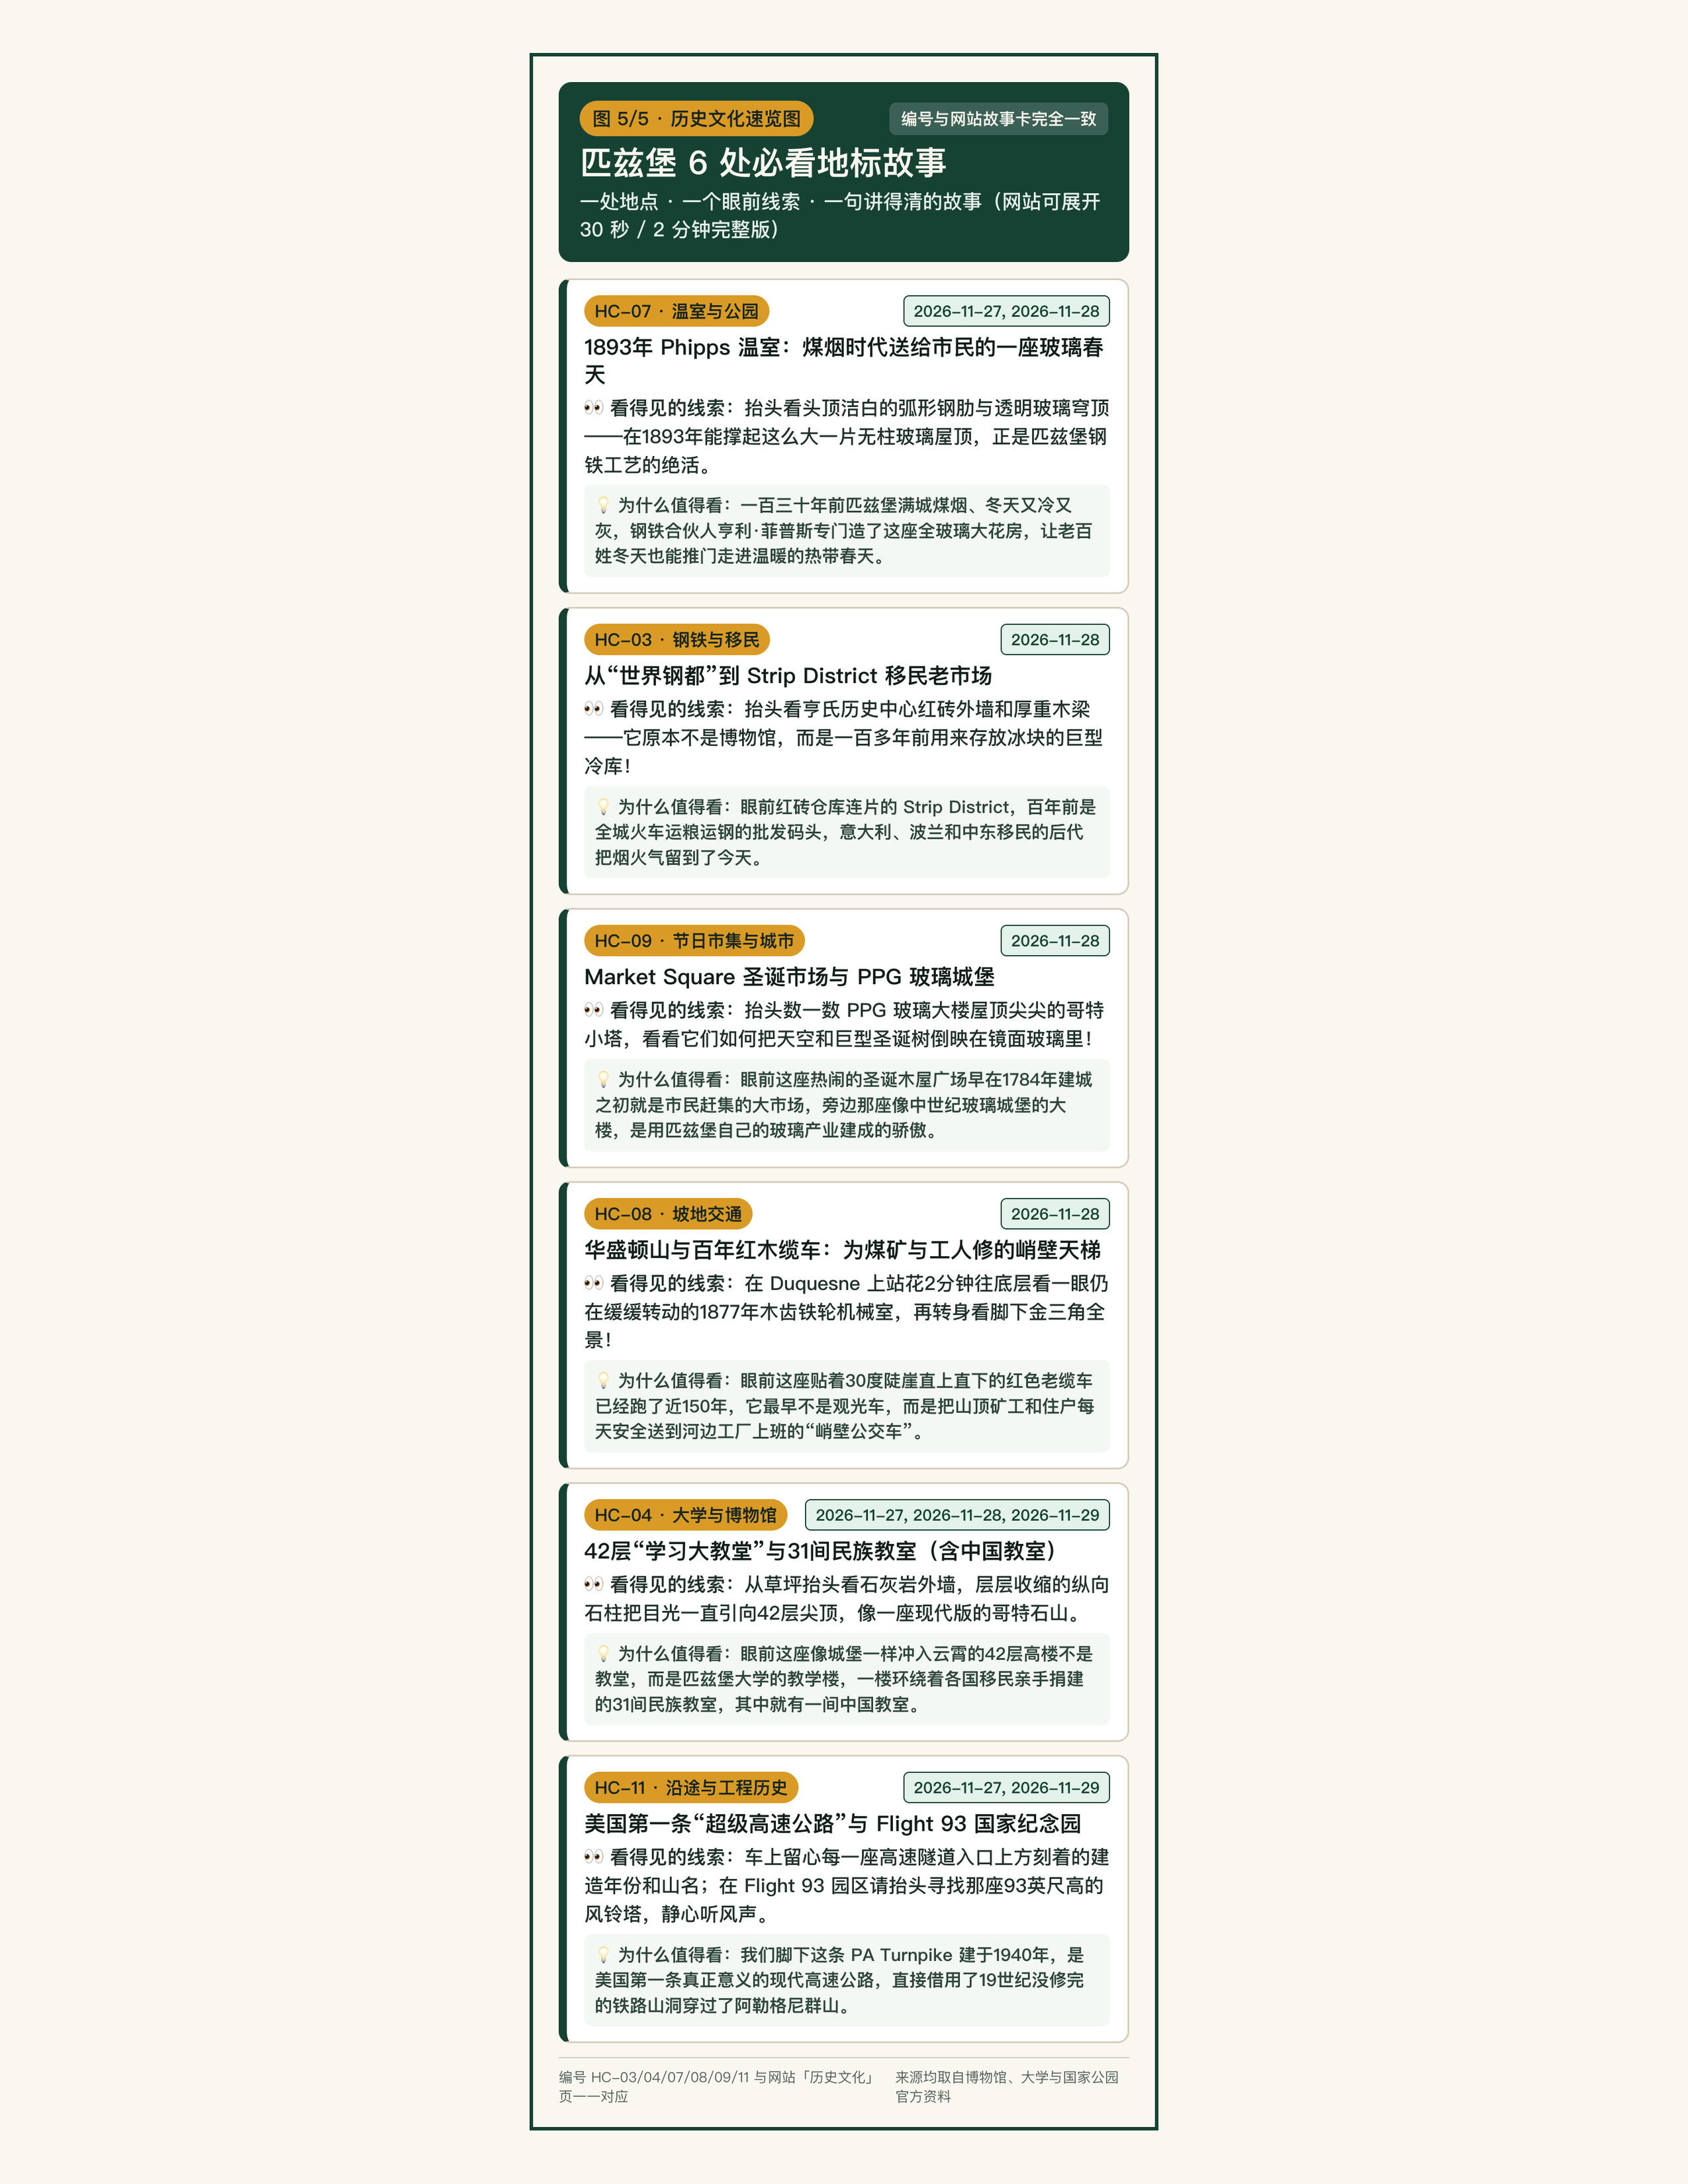 图 5/5 · 历史文化速览图
编号与网站故事卡完全一致
匹兹堡 6 处必看地标故事
一处地点 · 一个眼前线索 · 一句讲得清的故事（网站可展开
30 秒 / 2 分钟完整版）
HC-07 · 温室与公园
2026-11-27, 2026-11-28
1893年 Phipps 温室：煤烟时代送给市民的一座玻璃春
天
👀 看得见的线索：抬头看头顶洁白的弧形钢肋与透明玻璃穹顶
——在1893年能撑起这么大一片无柱玻璃屋顶，正是匹兹堡钢
铁工艺的绝活。
💡 为什么值得看：一百三十年前匹兹堡满城煤烟、冬天又冷又
灰，钢铁合伙人亨利·菲普斯专门造了这座全玻璃大花房，让老百
姓冬天也能推门走进温暖的热带春天。
HC-03 · 钢铁与移民
2026-11-28
从“世界钢都”到 Strip District 移民老市场
👀 看得见的线索：抬头看亨氏历史中心红砖外墙和厚重木梁
——它原本不是博物馆，而是一百多年前用来存放冰块的巨型
冷库！
💡 为什么值得看：眼前红砖仓库连片的 Strip District，百年前是
全城火车运粮运钢的批发码头，意大利、波兰和中东移民的后代
把烟火气留到了今天。
HC-09 · 节日市集与城市
2026-11-28
Market Square 圣诞市场与 PPG 玻璃城堡
👀 看得见的线索：抬头数一数 PPG 玻璃大楼屋顶尖尖的哥特
小塔，看看它们如何把天空和巨型圣诞树倒映在镜面玻璃里！
💡 为什么值得看：眼前这座热闹的圣诞木屋广场早在1784年建城
之初就是市民赶集的大市场，旁边那座像中世纪玻璃城堡的大
楼，是用匹兹堡自己的玻璃产业建成的骄傲。
HC-08 · 坡地交通
2026-11-28
华盛顿山与百年红木缆车：为煤矿与工人修的峭壁天梯
👀 看得见的线索：在 Duquesne 上站花2分钟往底层看一眼仍
在缓缓转动的1877年木齿铁轮机械室，再转身看脚下金三角全
景！
💡 为什么值得看：眼前这座贴着30度陡崖直上直下的红色老缆车
已经跑了近150年，它最早不是观光车，而是把山顶矿工和住户每
天安全送到河边工厂上班的“峭壁公交车”。
HC-04 · 大学与博物馆
2026-11-27, 2026-11-28, 2026-11-29
42层“学习大教堂”与31间民族教室（含中国教室）
👀 看得见的线索：从草坪抬头看石灰岩外墙，层层收缩的纵向
石柱把目光一直引向42层尖顶，像一座现代版的哥特石山。
💡 为什么值得看：眼前这座像城堡一样冲入云霄的42层高楼不是
教堂，而是匹兹堡大学的教学楼，一楼环绕着各国移民亲手捐建
的31间民族教室，其中就有一间中国教室。
HC-11 · 沿途与工程历史
2026-11-27, 2026-11-29
美国第一条“超级高速公路”与 Flight 93 国家纪念园
👀 看得见的线索：车上留心每一座高速隧道入口上方刻着的建
造年份和山名；在 Flight 93 园区请抬头寻找那座93英尺高的
风铃塔，静心听风声。
💡 为什么值得看：我们脚下这条 PA Turnpike 建于1940年，是
美国第一条真正意义的现代高速公路，直接借用了19世纪没修完
的铁路山洞穿过了阿勒格尼群山。
编号 HC-03/04/07/08/09/11 与网站「历史文化」
页一一对应
来源均取自博物馆、大学与国家公园
官方资料